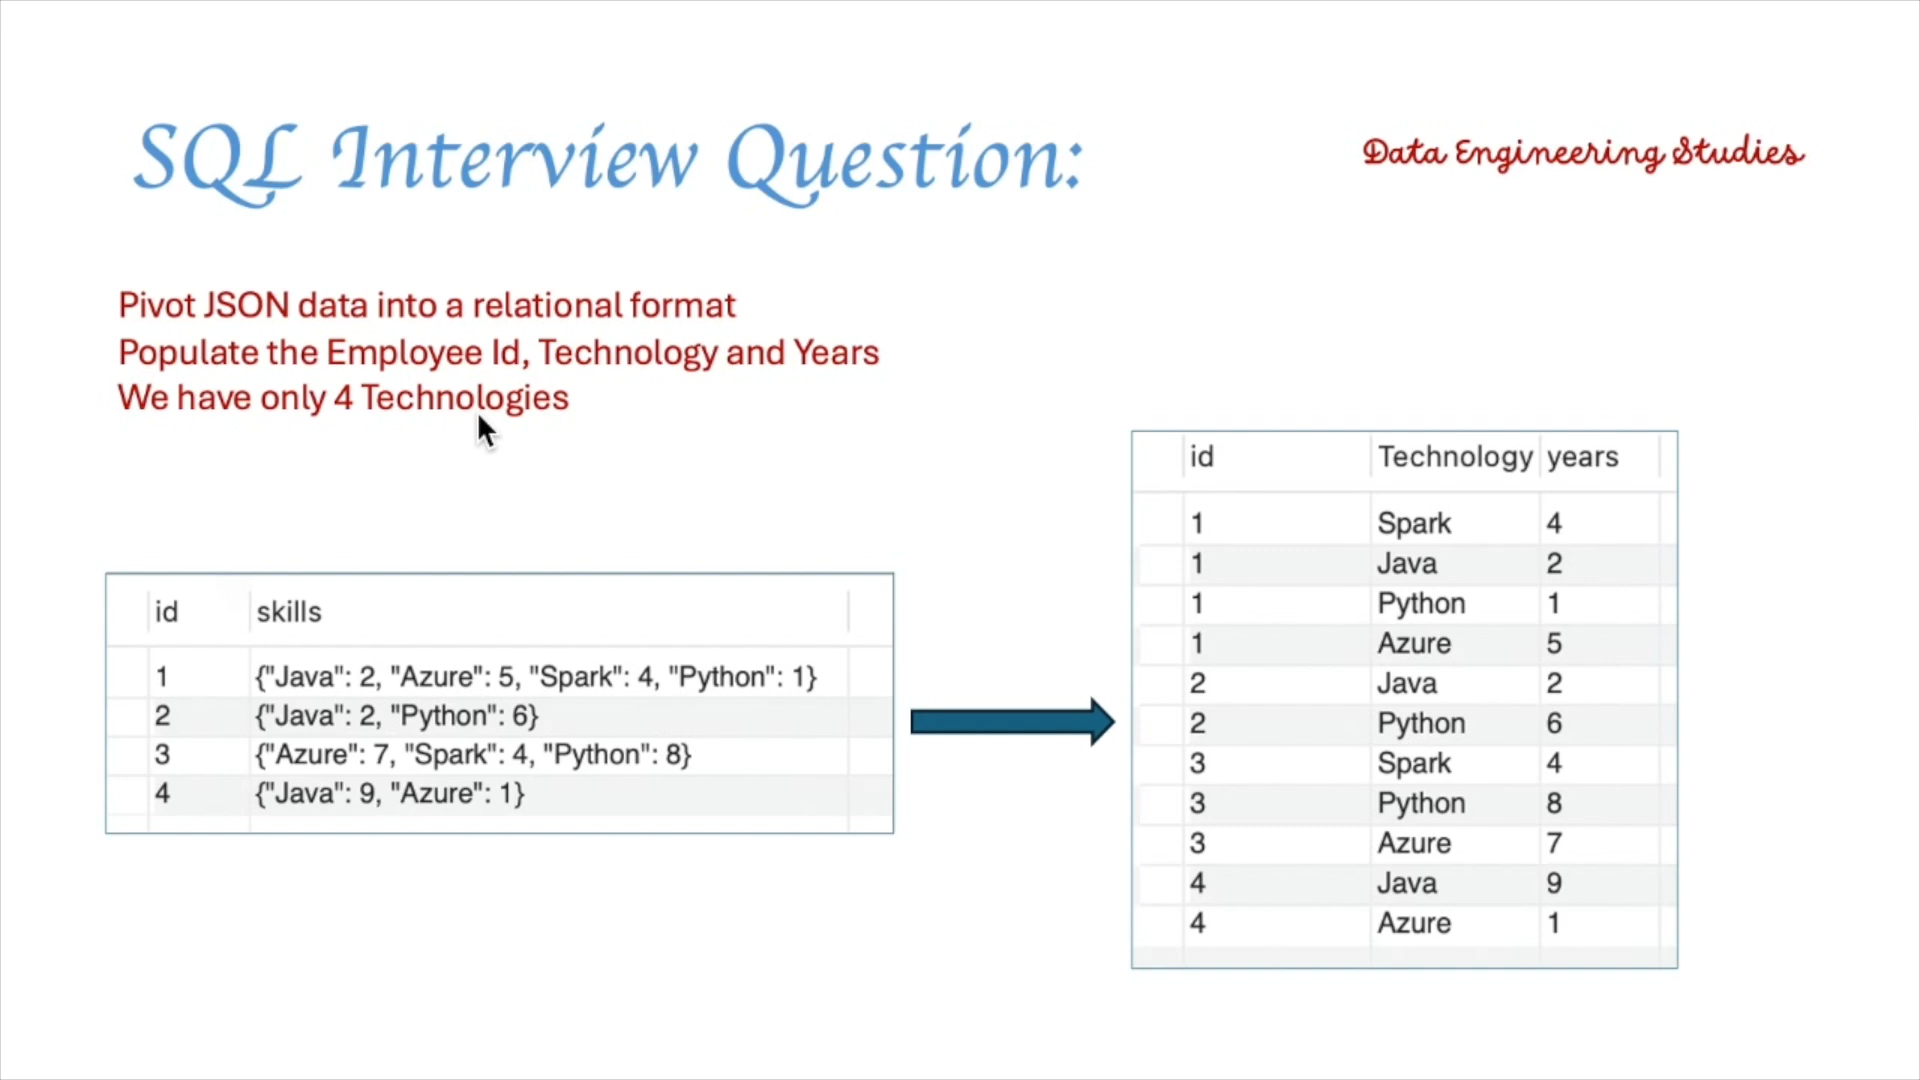 SQL Interview Question:
Data Engineering Studies
Pivot JSON data into a relational format
Populate the Employee Id, Technology and Years
We have only 4 Technologies
id skills
1 {"Java": 2, "Azure": 5, "Spark": 4, "Python": 1}
2 {"Java": 2, "Python": 6}
3 {"Azure": 7, "Spark": 4, "Python": 8}
4 {"Java": 9, "Azure": 1}
id Technology years
1 Spark 4
1 Java 2
1 Python 1
1 Azure 5
2 Java 2
2 Python 6
3 Spark 4
3 Python 8
3 Azure 7
4 Java 9
4 Azure 1